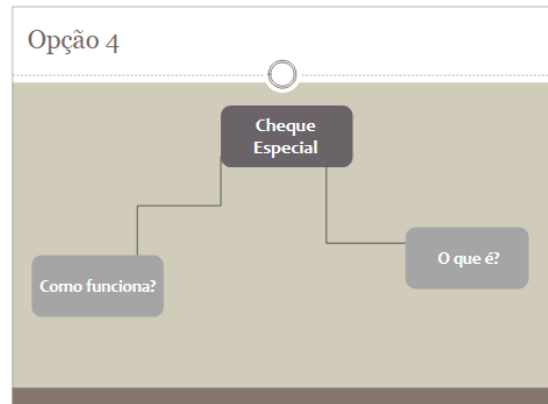 Opção 4
Cheque
Especial
O que é?
Como funciona?